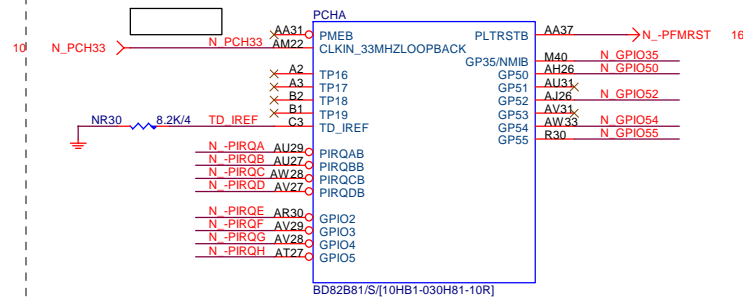 PCHA
AA31 PMEB PLTRSTB AA37 N_-PFMRST 16
10 N_PCH33 N_PCH33 AM22 CLKIN_33MHZLOOPBACK
GP35/NMIB M40 N_GPIO35
A2 TP16 GP50 AH26 N_GPIO50
A3 TP17 GP51 AU31
B2 TP18 GP52 AJ26 N_GPIO52
B1 TP19 GP53 AV31
NR30 8.2K/4 TD_IREF C3 TD_IREF GP54 AW33 N_GPIO54
GP55 R30 N_GPIO55
N_-PIRQA AU29 PIRQAB
N_-PIRQB AU27 PIRQBB
N_-PIRQC AW28 PIRQCB
N_-PIRQD AV27 PIRQDB
N_-PIRQE AR30 GPIO2
N_-PIRQF AV29 GPIO3
N_-PIRQG AV28 GPIO4
N_-PIRQH AT27 GPIO5
BD82B81/S/[10HB1-030H81-10R]